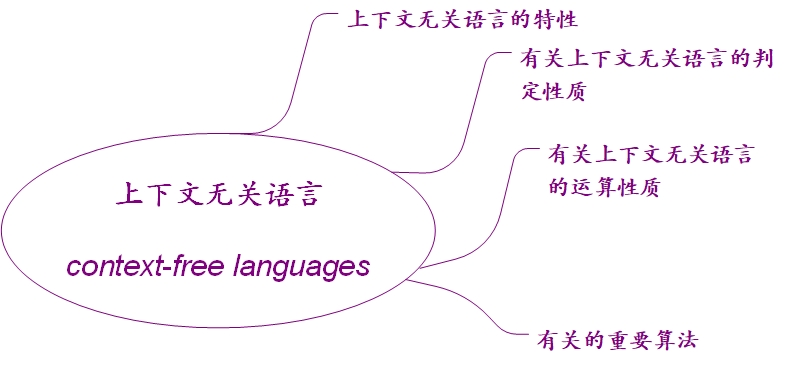 上下文无关语言的特性
有关上下文无关语言的判
定性质
有关上下文无关语言
的运算性质
上下文无关语言
context-free languages
有关的重要算法